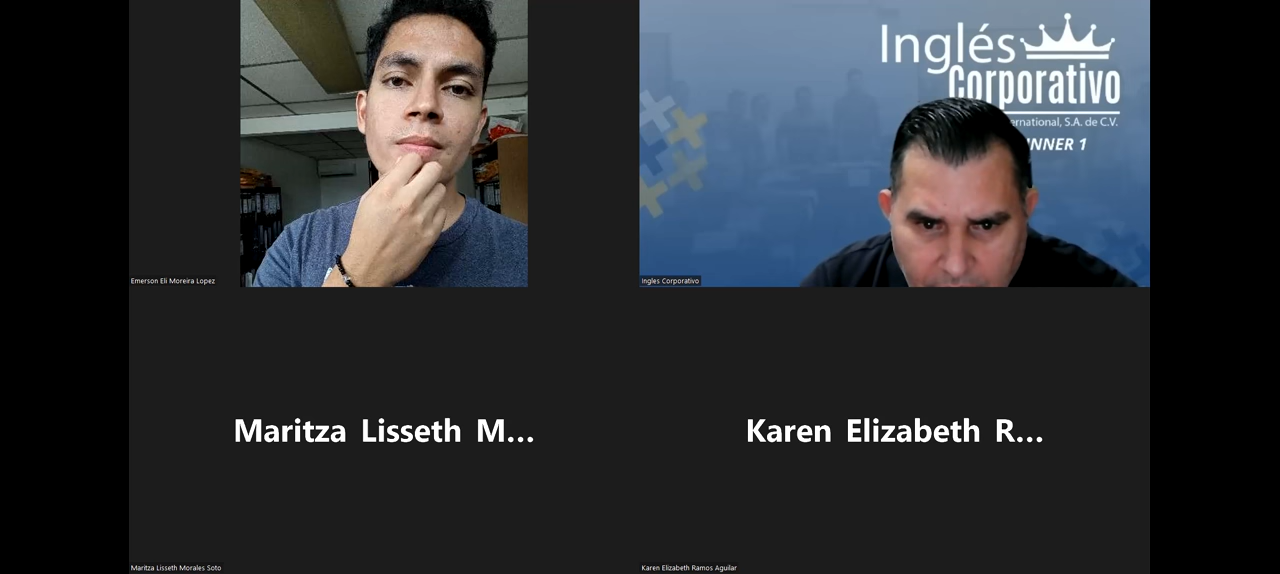 Inglés
Corporativo
ernational, S.A. de C.V.
INNER 1
Emerson Eli Moreira Lopez
Ingles Corporativo
Maritza Lisseth M...
Karen Elizabeth R...
Maritza Lisseth Morales Soto
Karen Elizabeth Ramos Aguilar